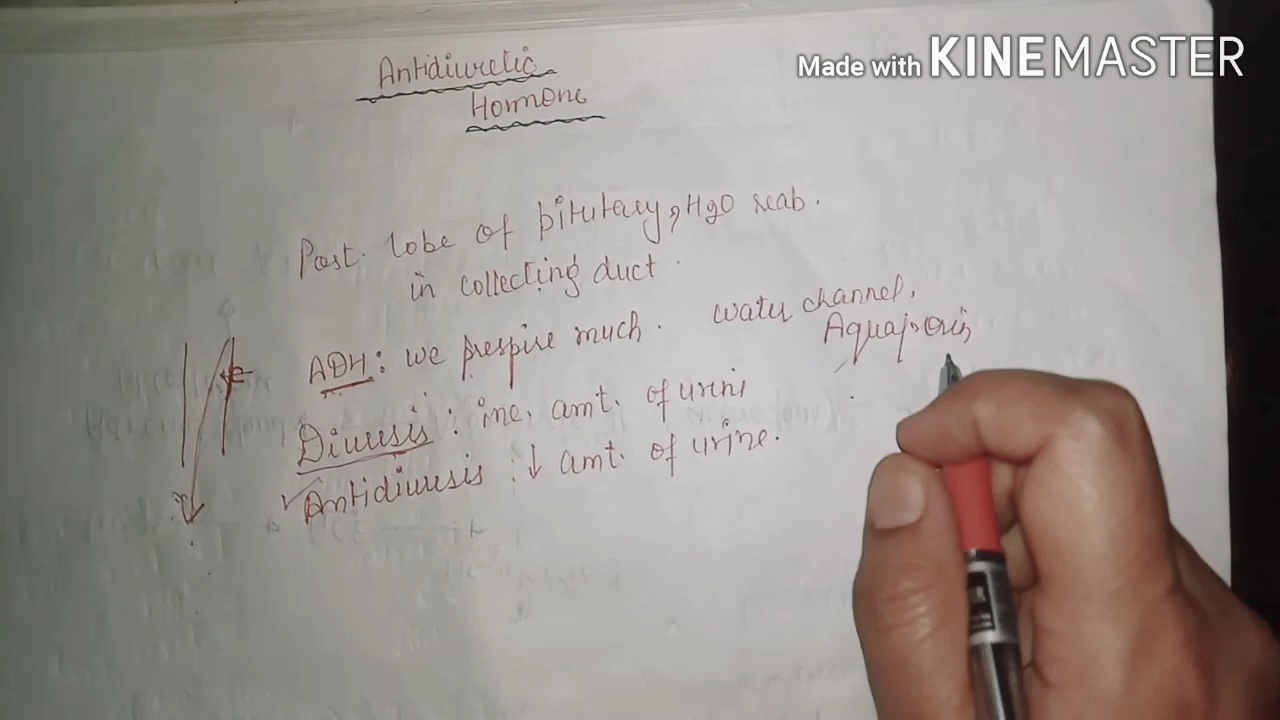 Made with KINEMASTER
Antidiuretic
Hormone
Post. lobe of pitutary, H2O reab.
in collecting duct.
water channel.
Aquaporin
ADH: we prespire much.
Diuresis: inc. amt. of urine
Antidiuresis: ↓ amt. of urine.